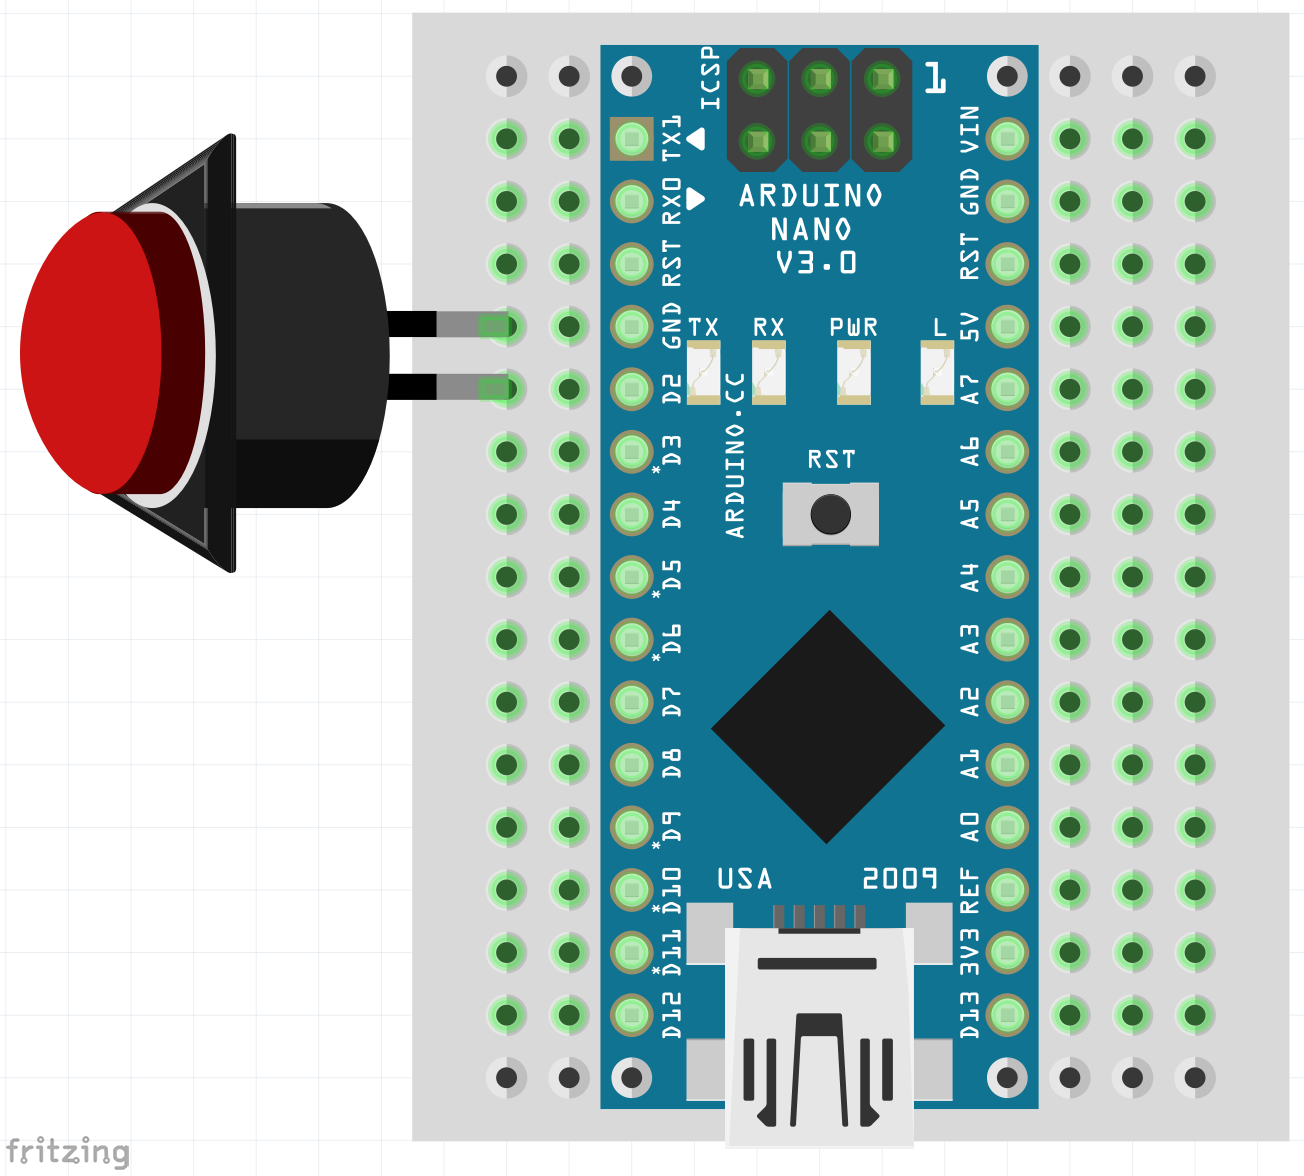 ICSP
1
TX1
RX0
RST
GND
D2
*D3
D4
*D5
*D6
D7
D8
*D9
*D10
*D11
D12
ARDUINO
NANO
V3.0
TX RX PWR L
ARDUINO.CC
RST
USA 2009
VIN
GND
RST
5V
A7
A6
A5
A4
A3
A2
A1
A0
REF
3V3
D13
fritzing